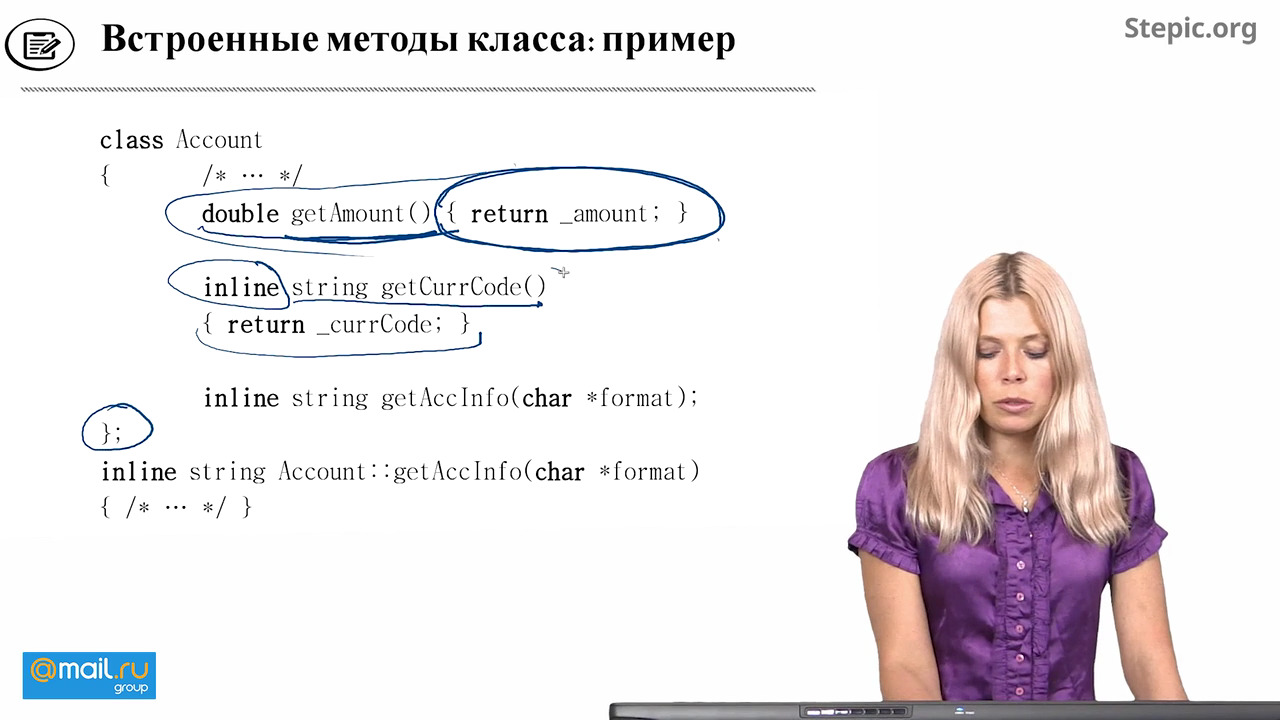 Встроенные методы класса: пример
Stepic.org
class Account
{ /* … */
double getAmount() { return _amount; }
inline string getCurrCode()
{ return _currCode; }
inline string getAccInfo(char *format);
};
inline string Account::getAccInfo(char *format)
{ /* … */ }
@mail.ru
group